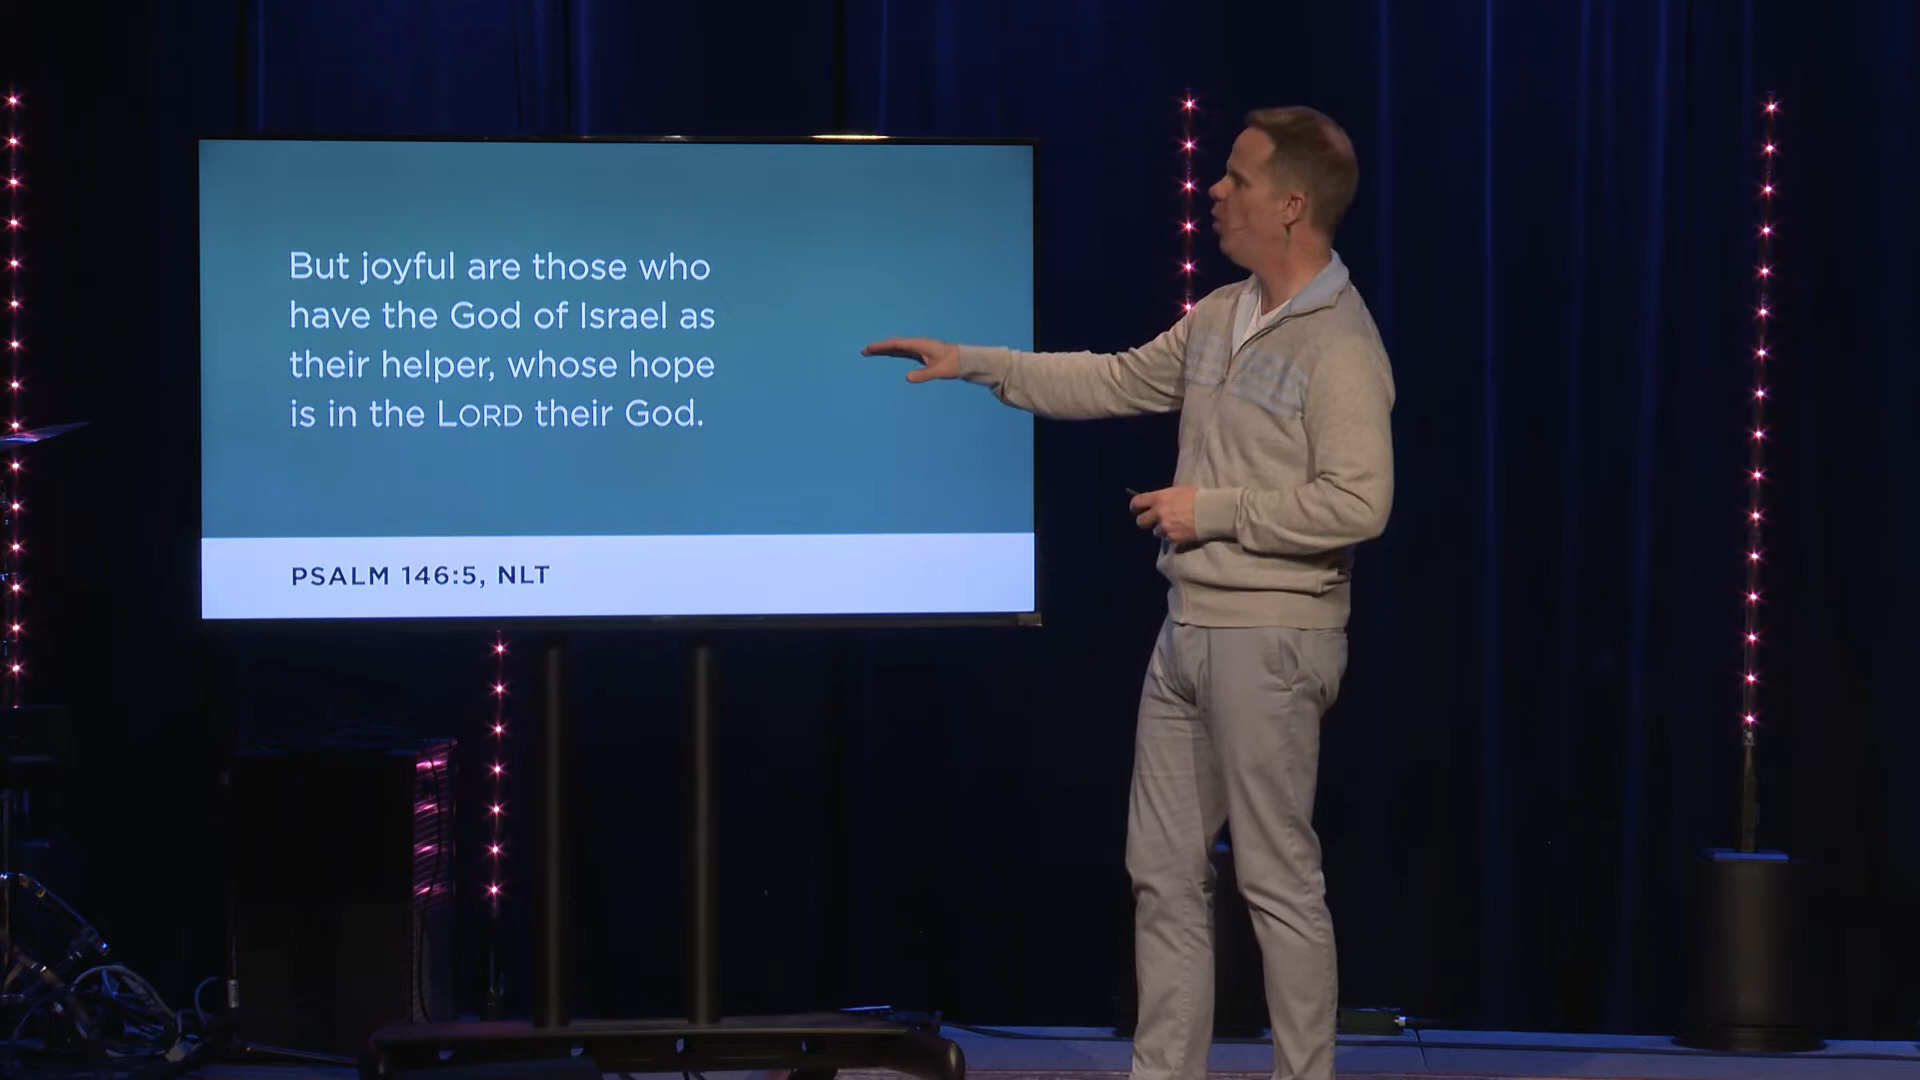 But joyful are those who
have the God of Israel as
their helper, whose hope
is in the LORD their God.
PSALM 146:5, NLT